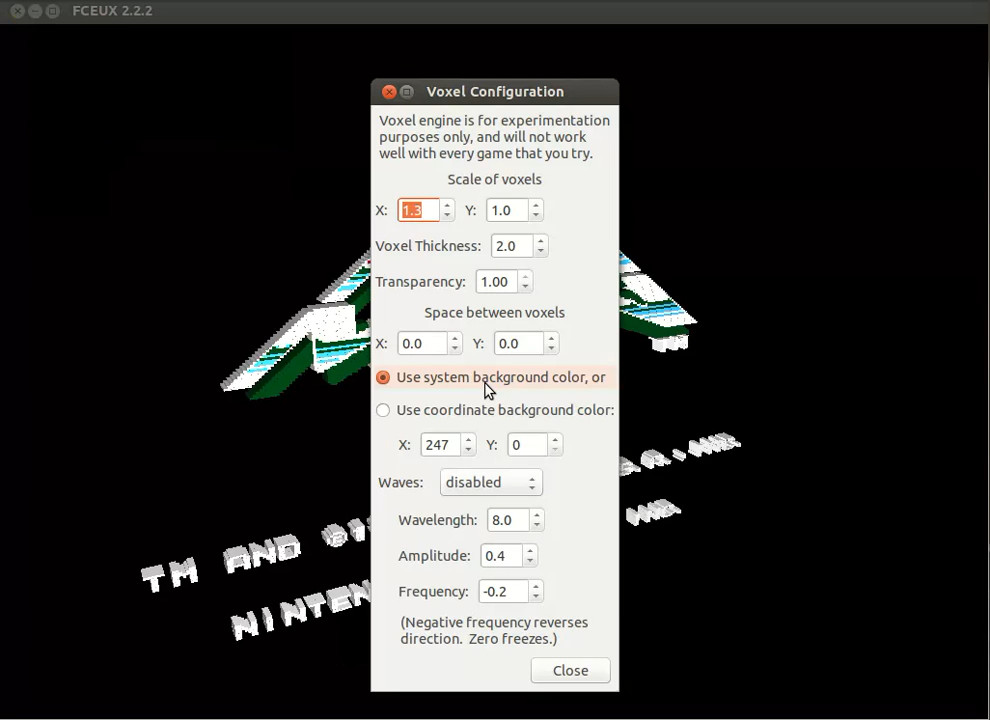 FCEUX 2.2.2
Voxel Configuration
Voxel engine is for experimentation
purposes only, and will not work
well with every game that you try.
Scale of voxels
X: 1.3 Y: 1.0
Voxel Thickness: 2.0
Transparency: 1.00
Space between voxels
X: 0.0 Y: 0.0
Use system background color, or
Use coordinate background color:
X: 247 Y: 0
Waves: disabled
Wavelength: 8.0
Amplitude: 0.4
Frequency: -0.2
(Negative frequency reverses
direction. Zero freezes.)
Close
TM AND ©1
NINTEN